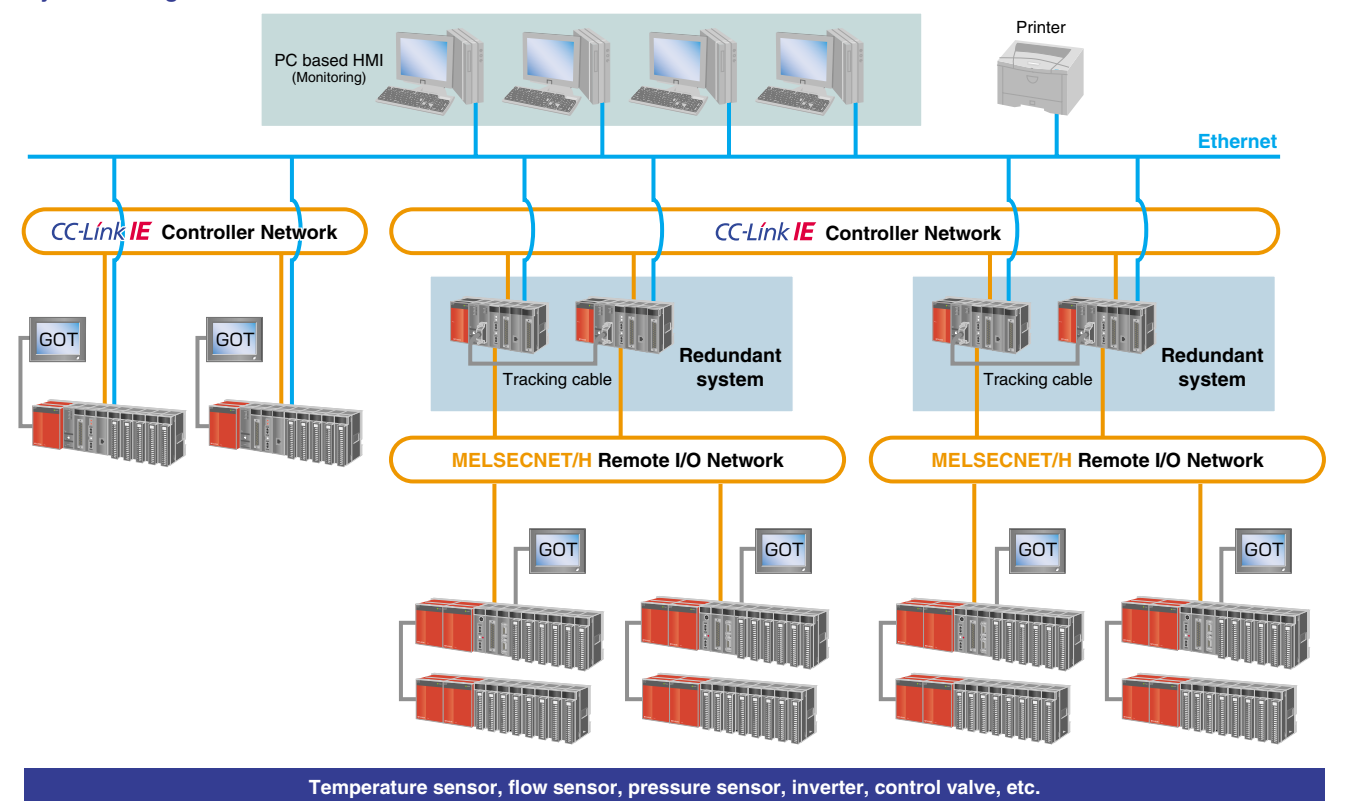 Printer
PC based HMI
(Monitoring)
Ethernet
CC-Link IE Controller Network
CC-Link IE Controller Network
GOT
GOT
Tracking cable
Redundant
system
Tracking cable
Redundant
system
MELSECNET/H Remote I/O Network
MELSECNET/H Remote I/O Network
GOT
GOT
GOT
GOT
Temperature sensor, flow sensor, pressure sensor, inverter, control valve, etc.